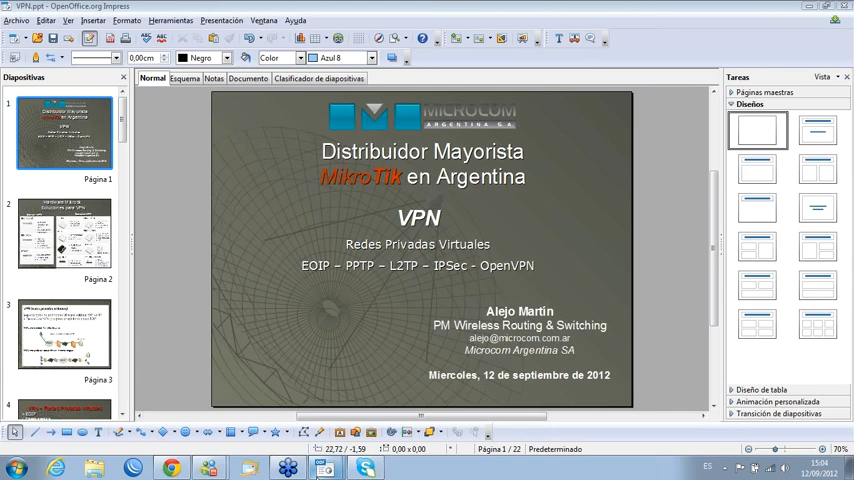 VPN.ppt - OpenOffice.org Impress
Archivo Editar Ver Insertar Formato Herramientas Presentación Ventana Ayuda
0,00cm Negro Color Azul 8
Diapositivas
Normal Esquema Notas Documento Clasificador de diapositivas
Tareas Vista
Páginas maestras
Diseños
1
Página 1
2
Página 2
3
Página 3
4
MICROCOM
ARGENTINA S.A
Distribuidor Mayorista
MikroTik en Argentina
VPN
Redes Privadas Virtuales
EOIP – PPTP – L2TP – IPSec - OpenVPN
Alejo Martin
PM Wireless Routing & Switching
alejo@microcom.com.ar
Microcom Argentina SA
Miercoles, 12 de septiembre de 2012
Diseño de tabla
Animación personalizada
Transición de diapositivas
22,72 / -1,59 0,00 x 0,00 * Página 1 / 22 Predeterminado 70%
ES 15:04
12/09/2012